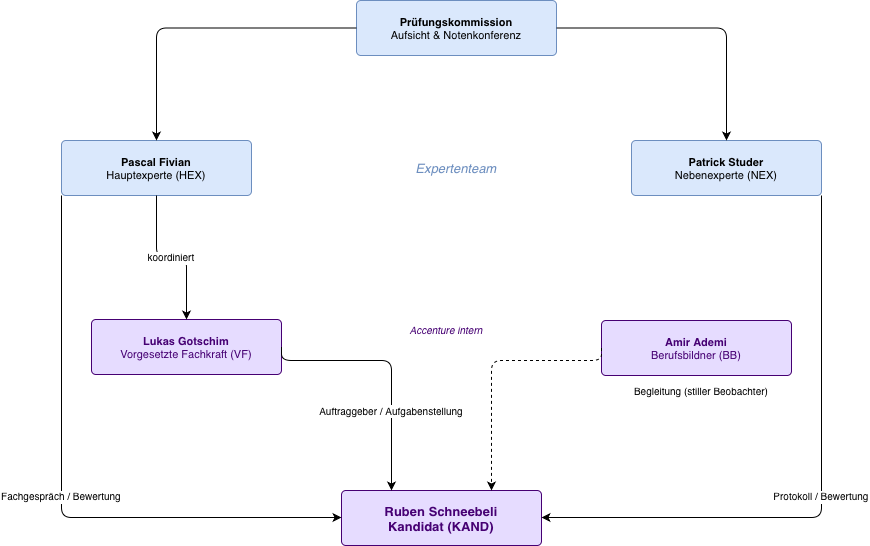 Prüfungskommission
Aufsicht & Notenkonferenz
Pascal Fivian
Hauptexperte (HEX)
Expertenteam
Patrick Studer
Nebenexperte (NEX)
koordiniert
Lukas Gotschim
Vorgesetzte Fachkraft (VF)
Accenture intern
Amir Ademi
Berufsbildner (BB)
Begleitung (stiller Beobachter)
Auftraggeber / Aufgabenstellung
Fachgespräch / Bewertung
Protokoll / Bewertung
Ruben Schneebeli
Kandidat (KAND)